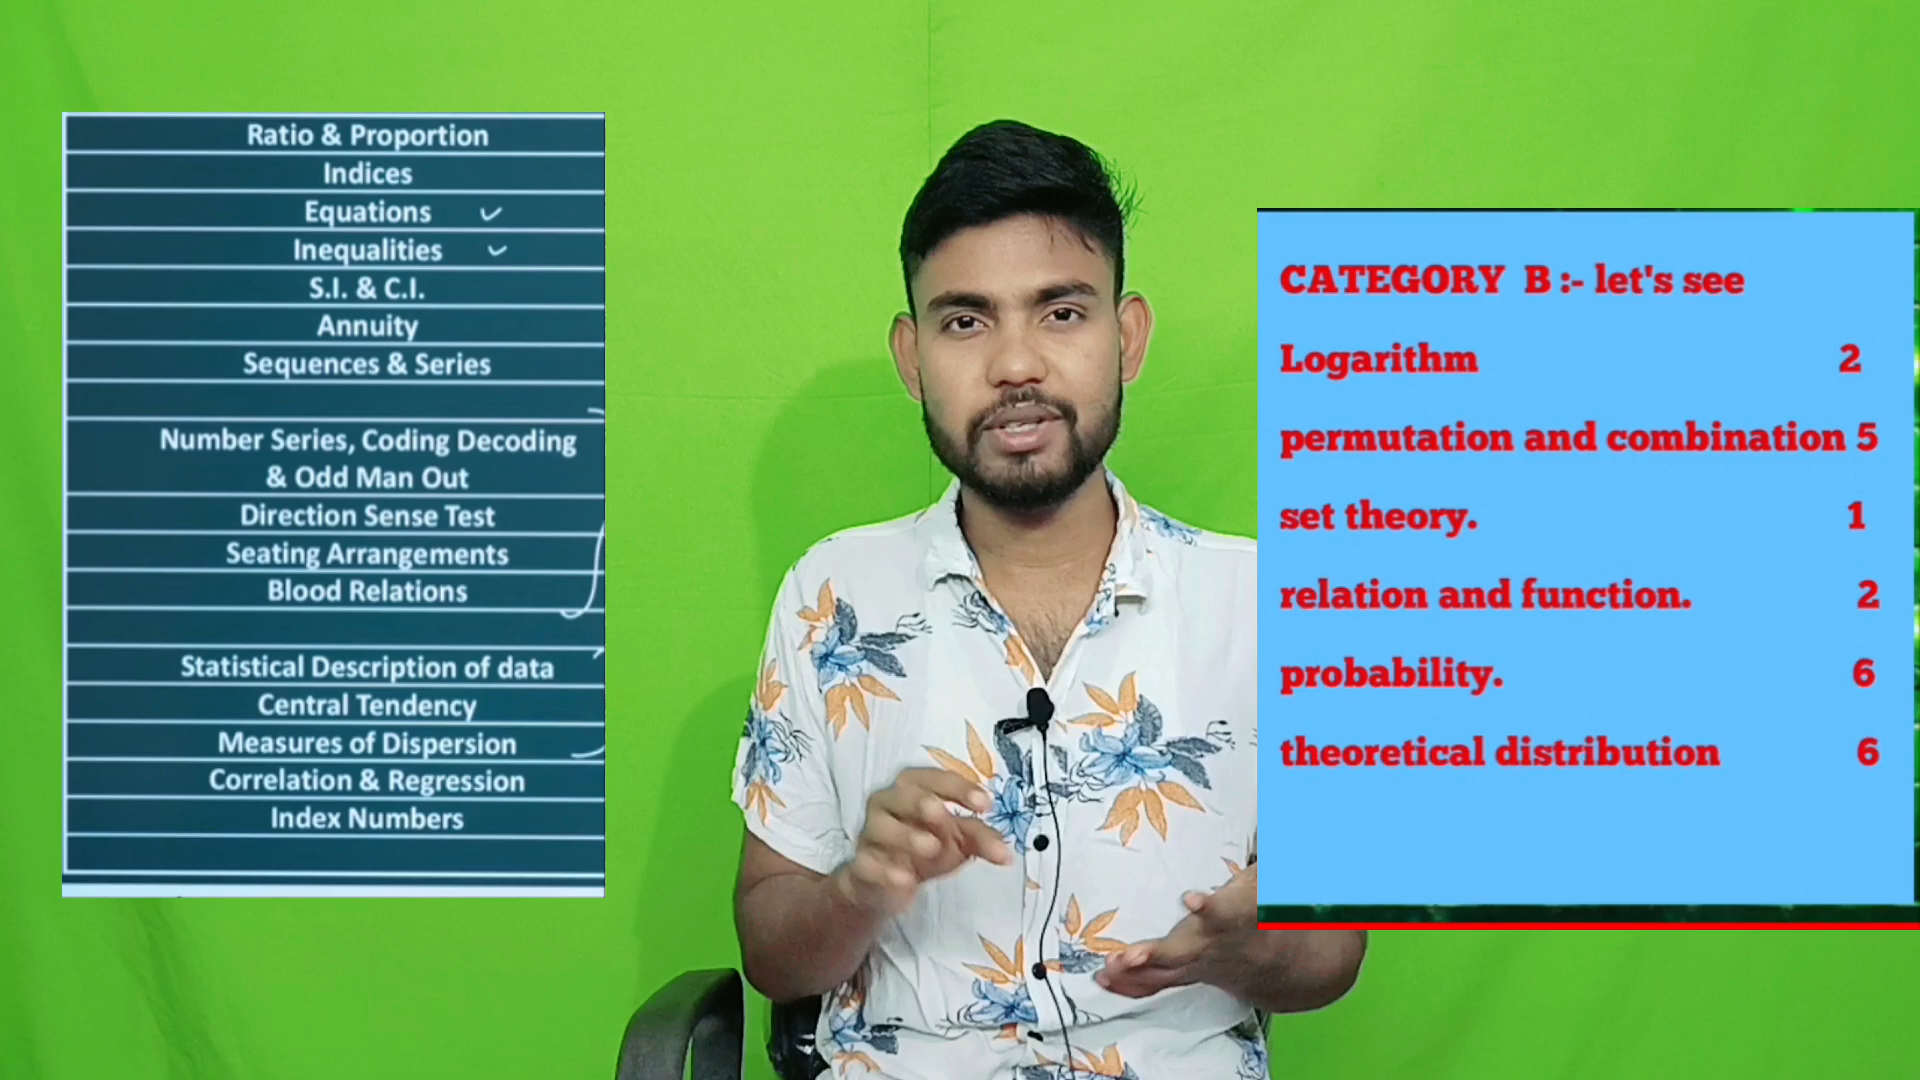 Ratio & Proportion
Indices
Equations
Inequalities
S.I. & C.I.
Annuity
Sequences & Series
Number Series, Coding Decoding
& Odd Man Out
Direction Sense Test
Seating Arrangements
Blood Relations
Statistical Description of data
Central Tendency
Measures of Dispersion
Correlation & Regression
Index Numbers
CATEGORY B :- let's see
Logarithm 2
permutation and combination 5
set theory. 1
relation and function. 2
probability. 6
theoretical distribution 6